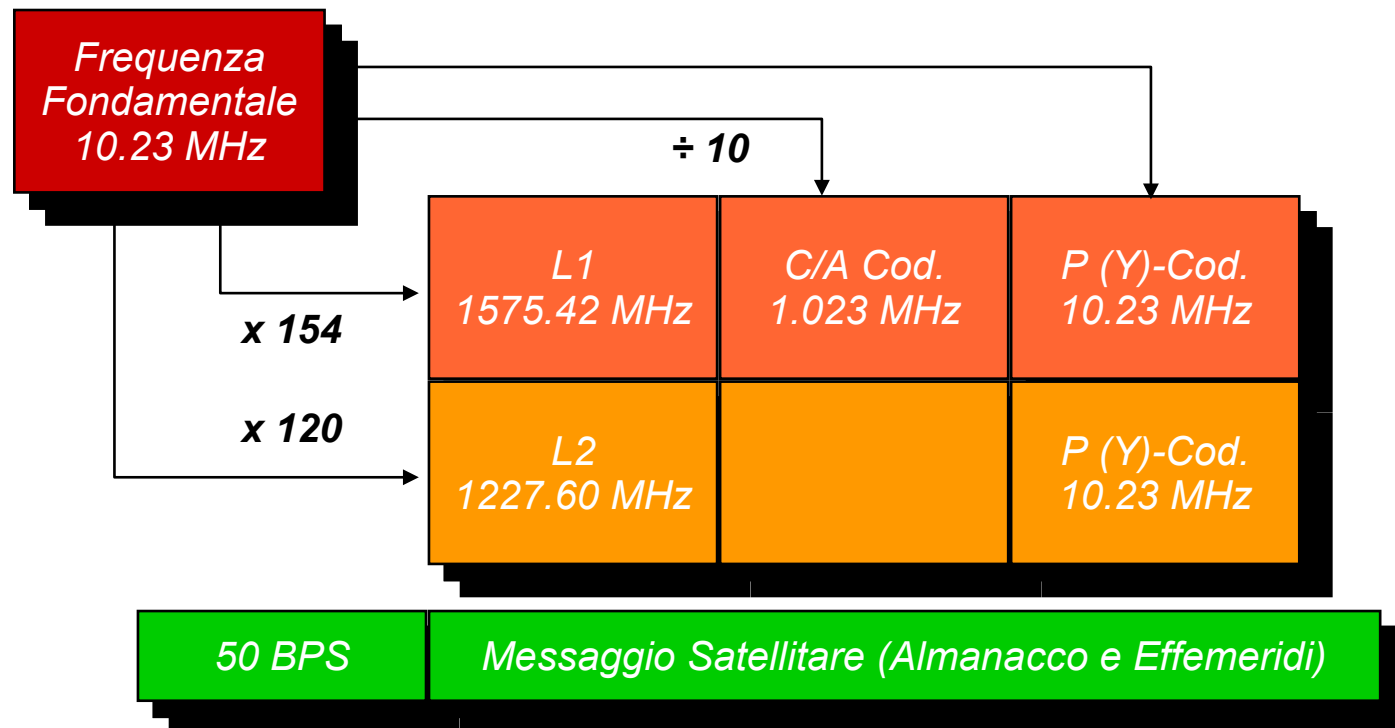 Frequenza
Fondamentale
10.23 MHz
÷ 10
L1
1575.42 MHz
C/A Cod.
1.023 MHz
P (Y)-Cod.
10.23 MHz
x 154
x 120
L2
1227.60 MHz
P (Y)-Cod.
10.23 MHz
50 BPS
Messaggio Satellitare (Almanacco e Effemeridi)